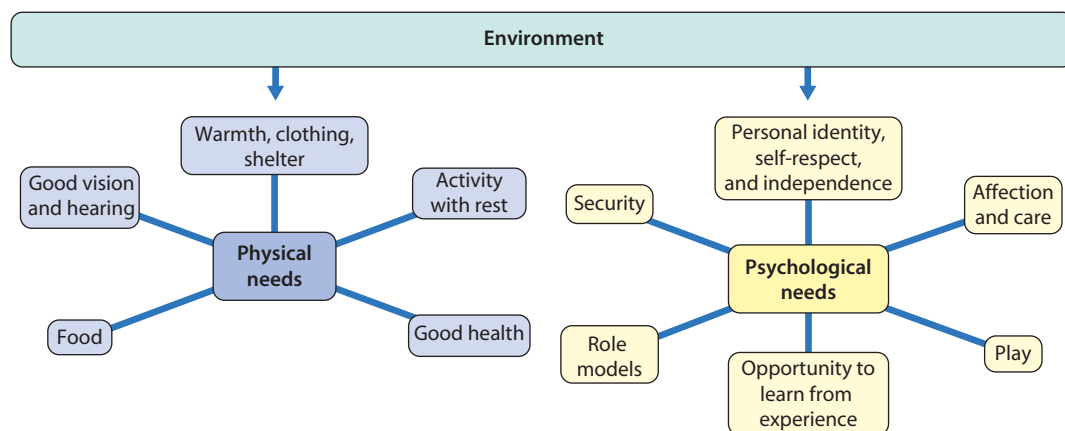 Environment
Warmth, clothing,
shelter
Good vision
and hearing
Activity
with rest
Physical
needs
Food
Good health
Personal identity,
self-respect,
and independence
Security
Affection
and care
Psychological
needs
Role
models
Opportunity to
learn from
experience
Play